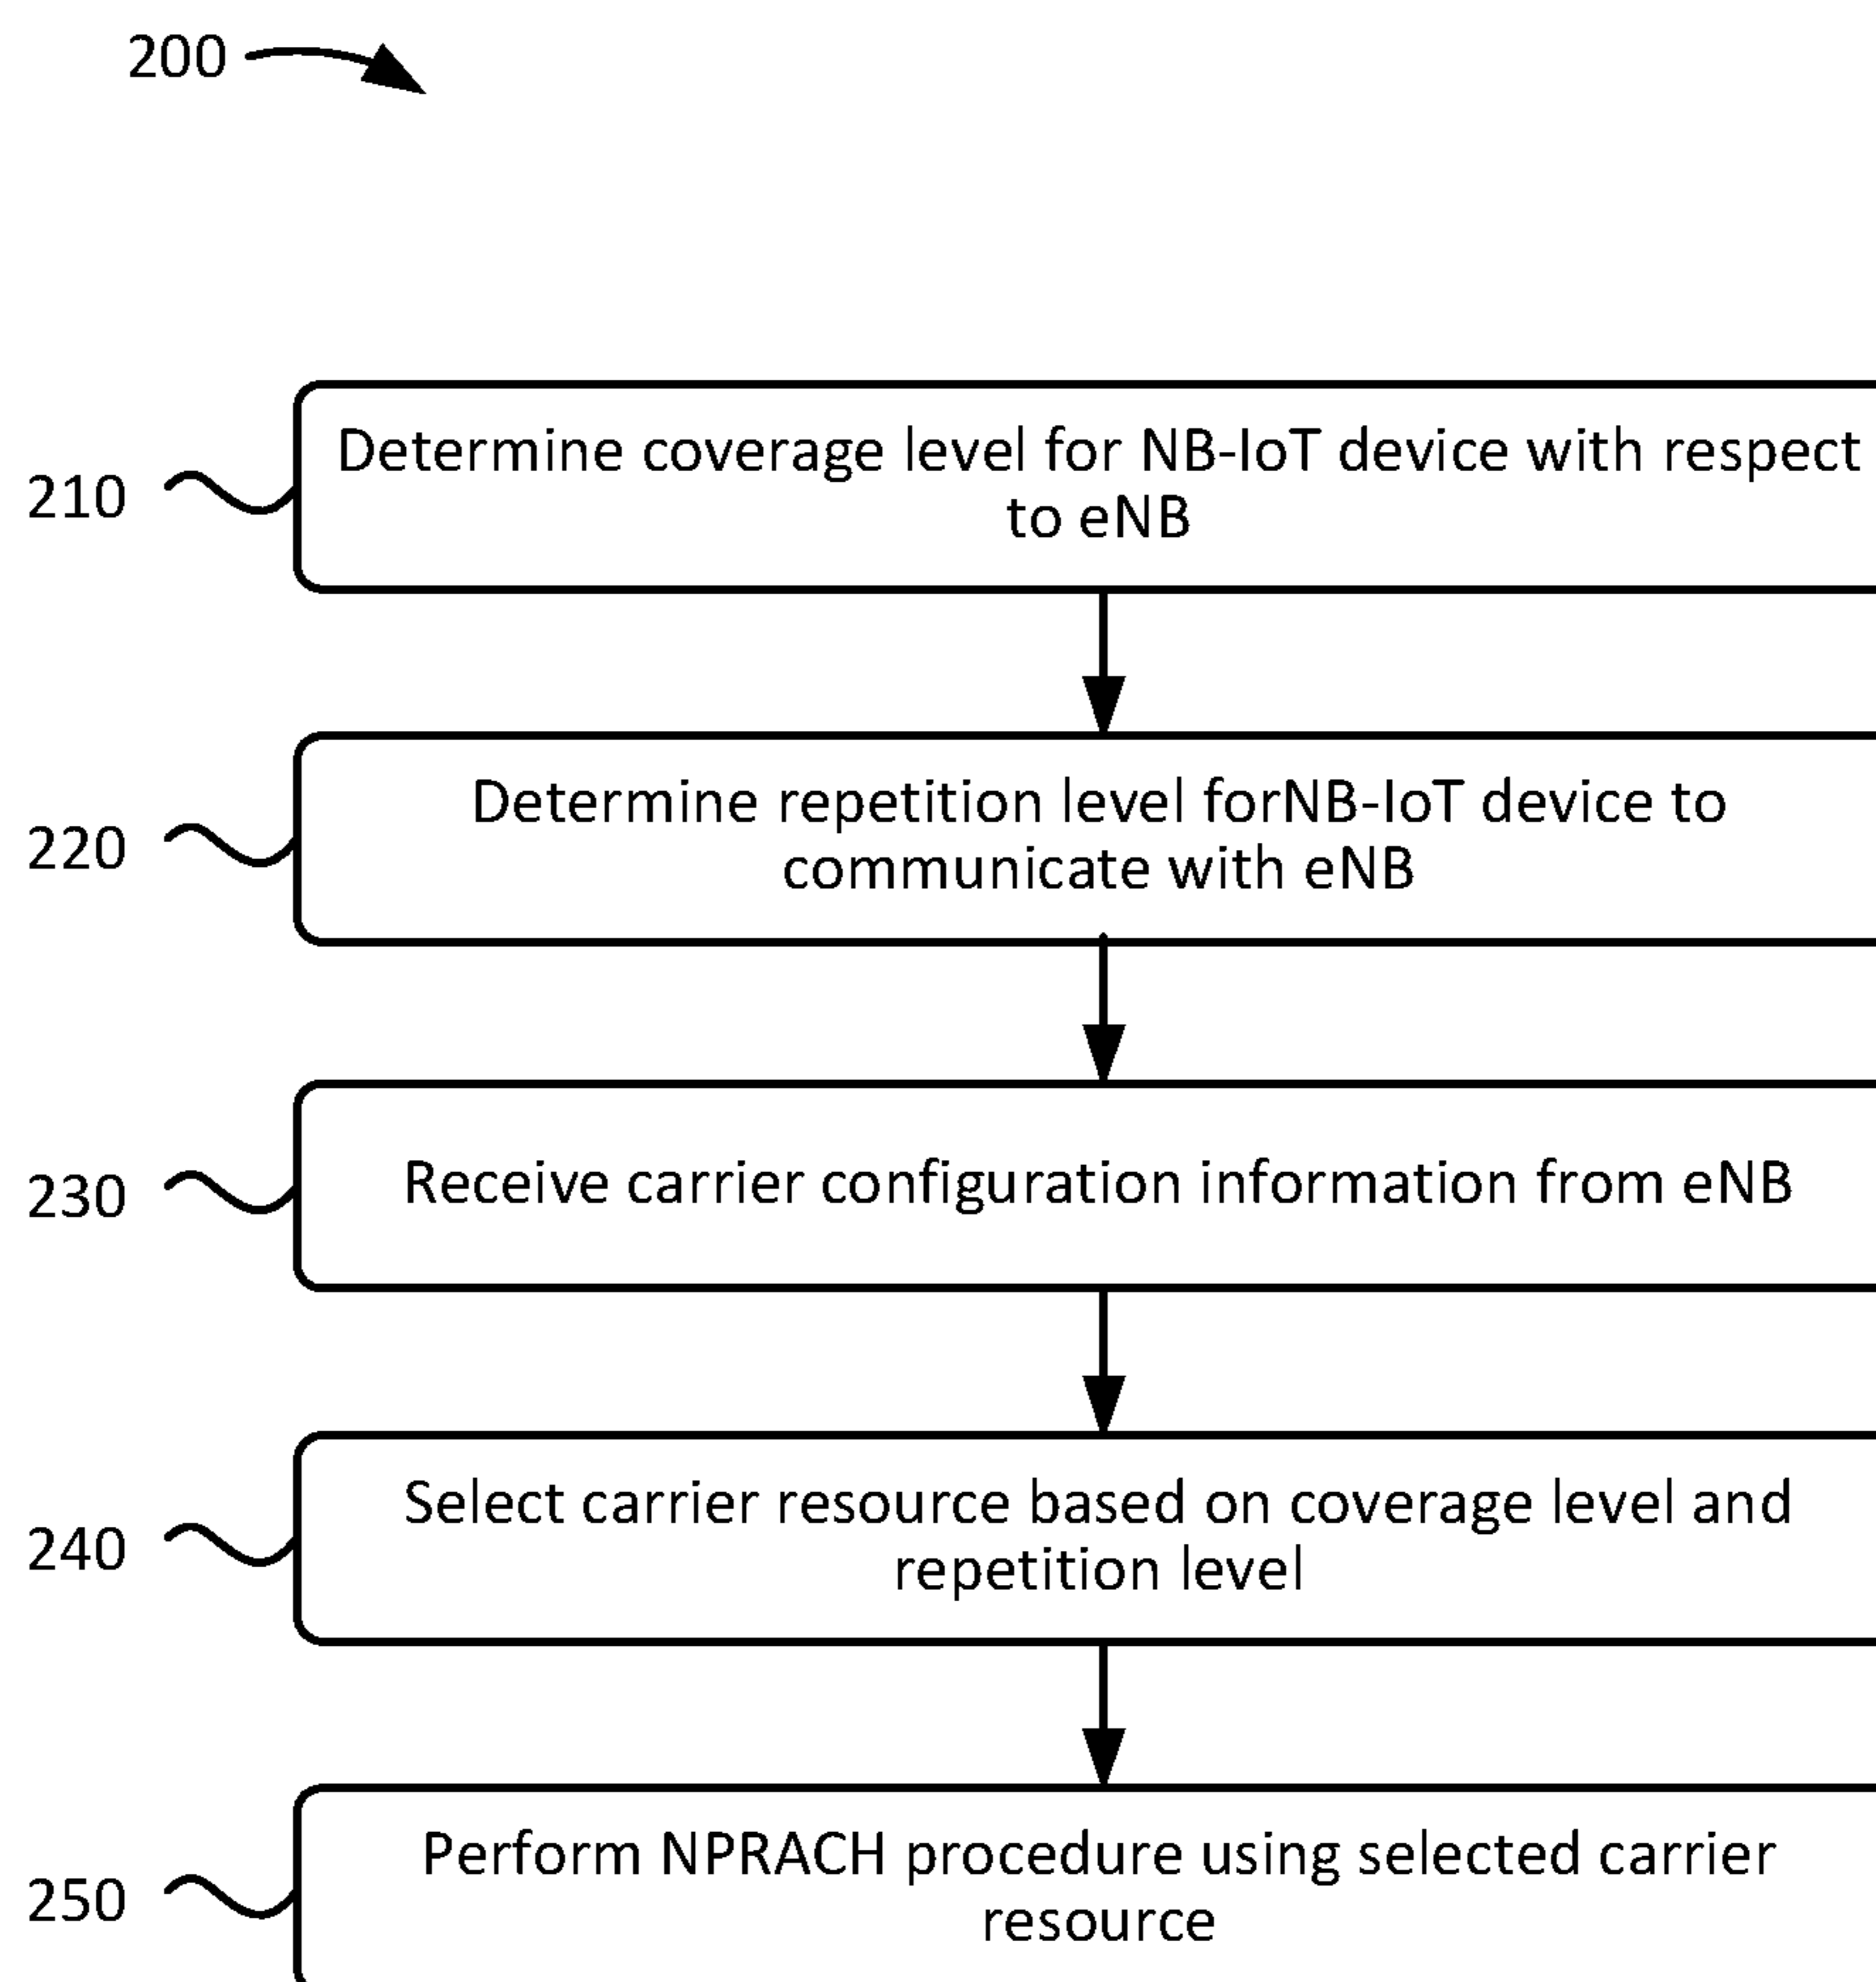 200
210
Determine coverage level for NB-IoT device with respect
to eNB
220
Determine repetition level forNB-IoT device to
communicate with eNB
230
Receive carrier configuration information from eNB
240
Select carrier resource based on coverage level and
repetition level
250
Perform NPRACH procedure using selected carrier
resource